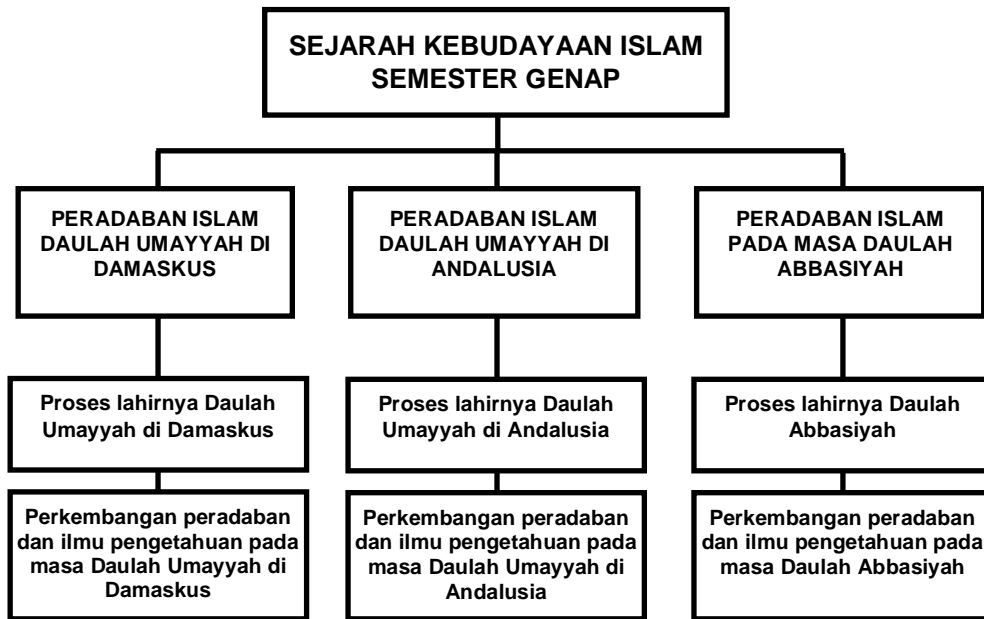 SEJARAH KEBUDAYAAN ISLAM
SEMESTER GENAP
PERADABAN ISLAM
DAULAH UMAYYAH DI
DAMASKUS
PERADABAN ISLAM
DAULAH UMAYYAH DI
ANDALUSIA
PERADABAN ISLAM
PADA MASA DAULAH
ABBASIYAH
Proses lahirnya Daulah
Umayyah di Damaskus
Proses lahirnya Daulah
Umayyah di Andalusia
Proses lahirnya Daulah
Abbasiyah
Perkembangan peradaban
dan ilmu pengetahuan pada
masa Daulah Umayyah di
Damaskus
Perkembangan peradaban
dan ilmu pengetahuan pada
masa Daulah Umayyah di
Andalusia
Perkembangan peradaban
dan ilmu pengetahuan pada
masa Daulah Abbasiyah